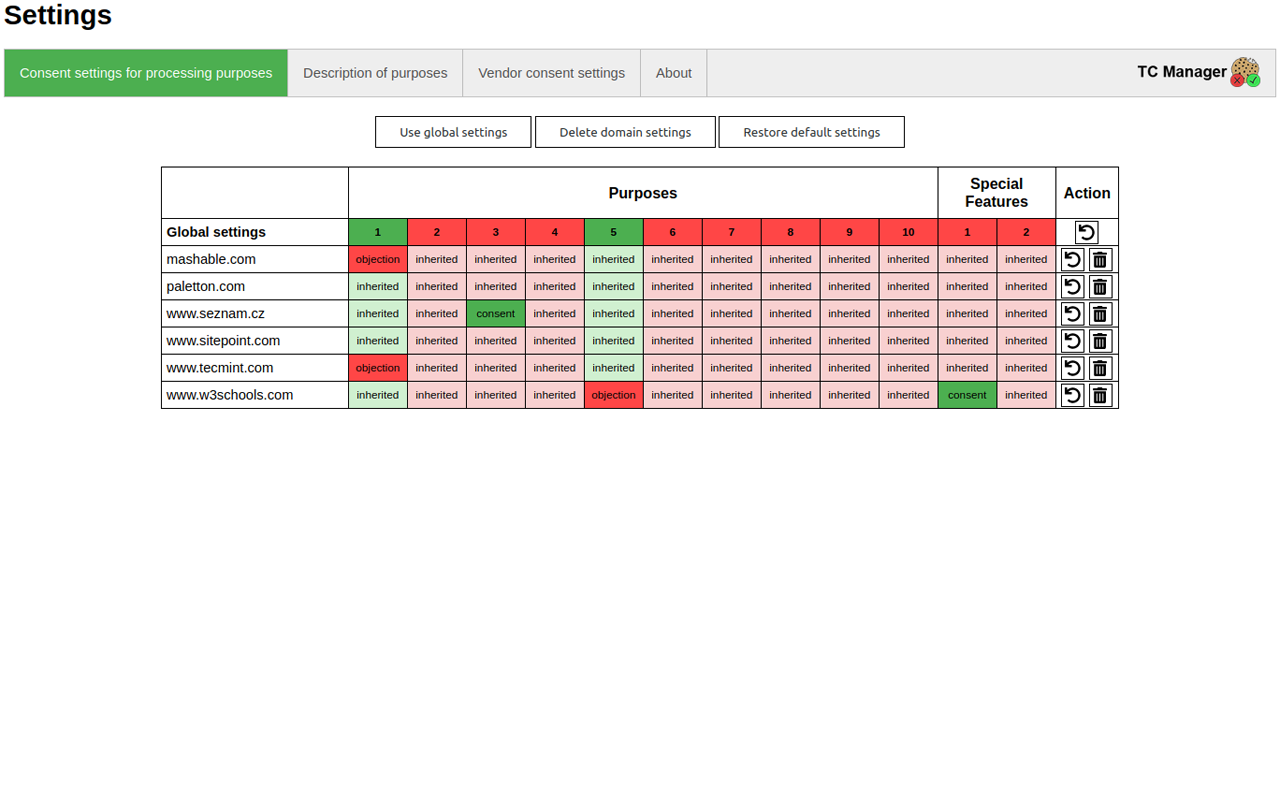 Settings
Consent settings for processing purposes Description of purposes Vendor consent settings About TC Manager
Use global settings Delete domain settings Restore default settings
Purposes Special Features Action
Global settings 1 2 3 4 5 6 7 8 9 10 1 2
mashable.com objection inherited inherited inherited inherited inherited inherited inherited inherited inherited inherited inherited
paletton.com inherited inherited inherited inherited inherited inherited inherited inherited inherited inherited inherited inherited
www.seznam.cz inherited inherited consent inherited inherited inherited inherited inherited inherited inherited inherited inherited
www.sitepoint.com inherited inherited inherited inherited inherited inherited inherited inherited inherited inherited inherited inherited
www.tecmint.com objection inherited inherited inherited inherited inherited inherited inherited inherited inherited inherited inherited
www.w3schools.com inherited inherited inherited inherited objection inherited inherited inherited inherited inherited consent inherited